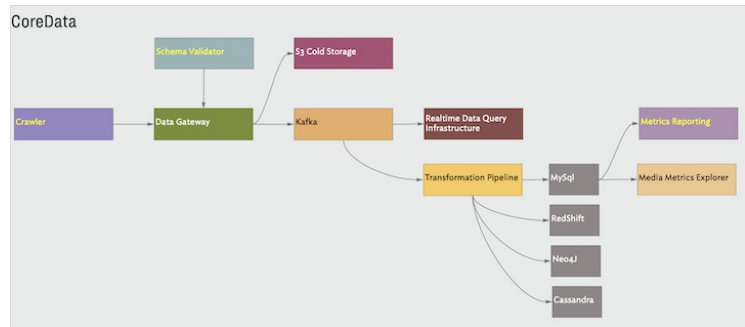 CoreData
Schema Validator
S3 Cold Storage
Crawler
Data Gateway
Kafka
Realtime Data Query
Infrastructure
Metrics Reporting
Transformation Pipeline
MySql
Media Metrics Explorer
RedShift
Neo4J
Cassandra